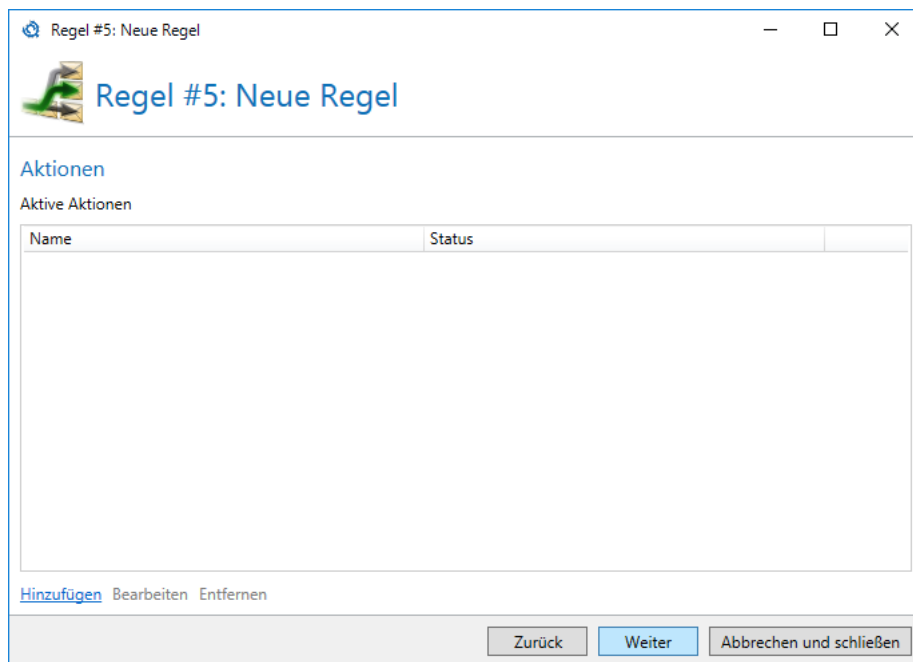 Regel #5: Neue Regel
Regel #5: Neue Regel
Aktionen
Aktive Aktionen
Name Status
Hinzufügen Bearbeiten Entfernen
Zurück Weiter Abbrechen und schließen